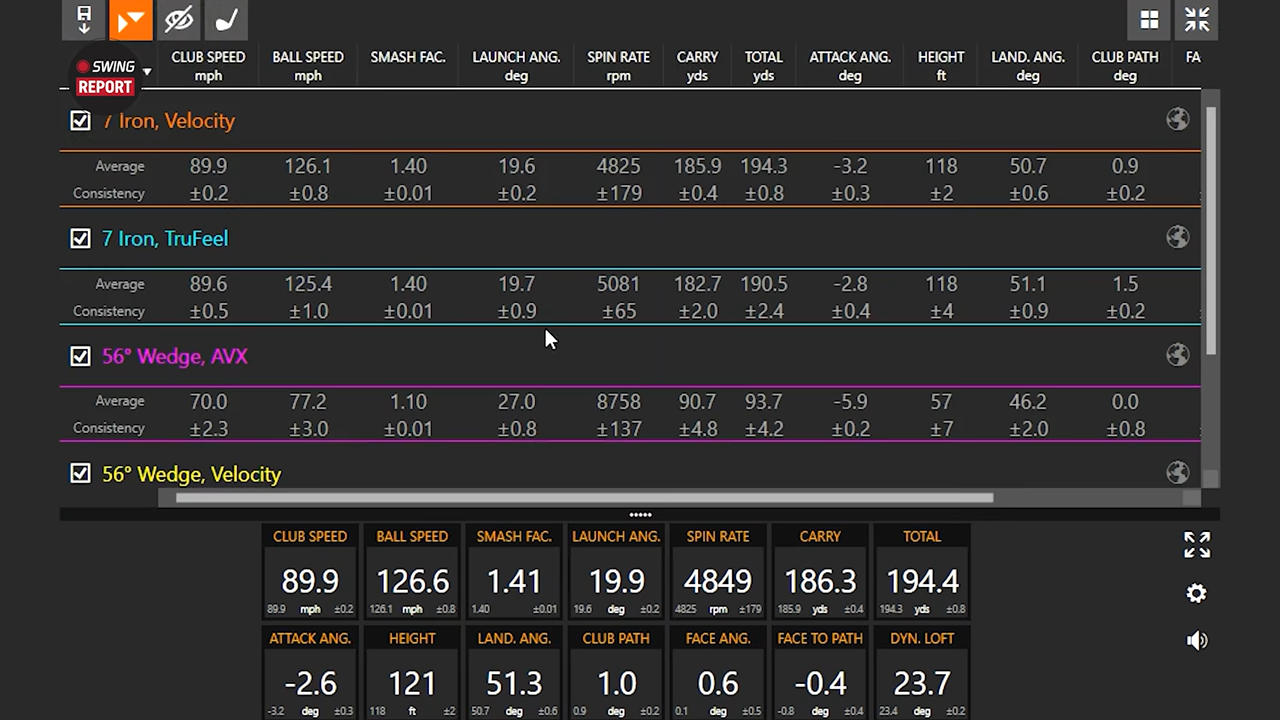 CLUB SPEED BALL SPEED SMASH FAC. LAUNCH ANG. SPIN RATE CARRY TOTAL ATTACK ANG. HEIGHT LAND. ANG. CLUB PATH FA
mph mph deg rpm yds yds deg ft deg deg
SWING
REPORT
7 Iron, Velocity
Average 89.9 126.1 1.40 19.6 4825 185.9 194.3 -3.2 118 50.7 0.9
Consistency ±0.2 ±0.8 ±0.01 ±0.2 ±179 ±0.4 ±0.8 ±0.3 ±2 ±0.6 ±0.2
7 Iron, TruFeel
Average 89.6 125.4 1.40 19.7 5081 182.7 190.5 -2.8 118 51.1 1.5
Consistency ±0.5 ±1.0 ±0.01 ±0.9 ±65 ±2.0 ±2.4 ±0.4 ±4 ±0.9 ±0.2
56° Wedge, AVX
Average 70.0 77.2 1.10 27.0 8758 90.7 93.7 -5.9 57 46.2 0.0
Consistency ±2.3 ±3.0 ±0.01 ±0.8 ±137 ±4.8 ±4.2 ±0.2 ±7 ±2.0 ±0.8
56° Wedge, Velocity
CLUB SPEED BALL SPEED SMASH FAC. LAUNCH ANG. SPIN RATE CARRY TOTAL
89.9 126.6 1.41 19.9 4849 186.3 194.4
89.9 mph ±0.2 126.1 mph ±0.8 1.40 ±0.01 19.6 deg ±0.2 4825 rpm ±179 185.9 yds ±0.4 194.3 yds ±0.8
ATTACK ANG. HEIGHT LAND. ANG. CLUB PATH FACE ANG. FACE TO PATH DYN. LOFT
-2.6 121 51.3 1.0 0.6 -0.4 23.7
-3.2 deg ±0.3 118 ft ±2 50.7 deg ±0.6 0.9 deg ±0.2 0.1 deg ±0.5 -0.8 deg ±0.4 23.4 deg ±0.2